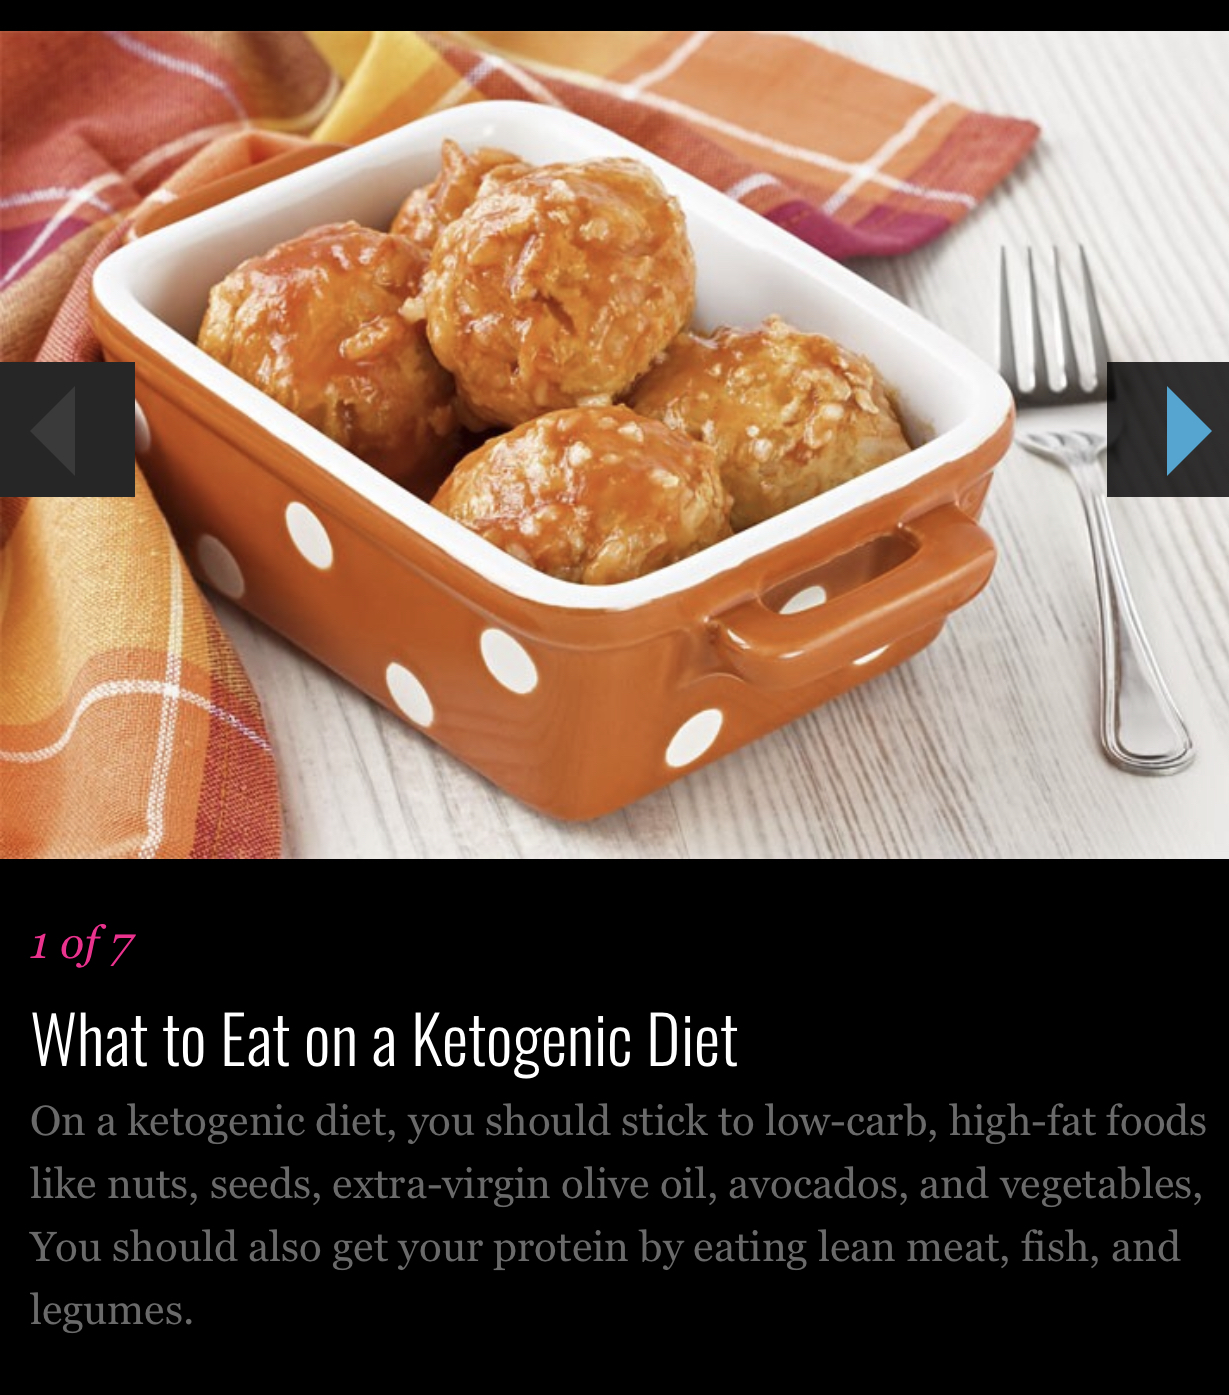 1 of 7
What to Eat on a Ketogenic Diet
On a ketogenic diet, you should stick to low-carb, high-fat foods
like nuts, seeds, extra-virgin olive oil, avocados, and vegetables,
You should also get your protein by eating lean meat, fish, and
legumes.